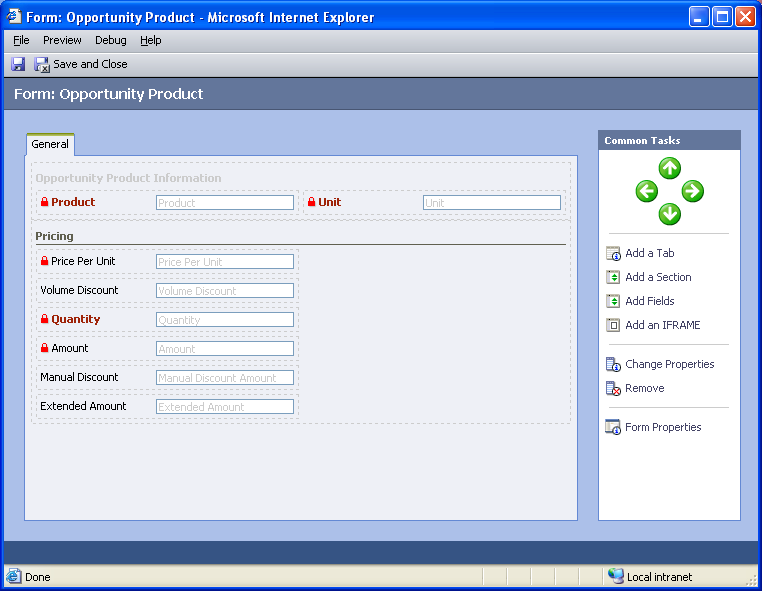 Form: Opportunity Product - Microsoft Internet Explorer
File Preview Debug Help
Save and Close
Form: Opportunity Product
General
Opportunity Product Information
Product Product Unit Unit
Pricing
Price Per Unit Price Per Unit
Volume Discount Volume Discount
Quantity Quantity
Amount Amount
Manual Discount Manual Discount Amount
Extended Amount Extended Amount
Common Tasks
Add a Tab
Add a Section
Add Fields
Add an IFRAME
Change Properties
Remove
Form Properties
Done Local intranet